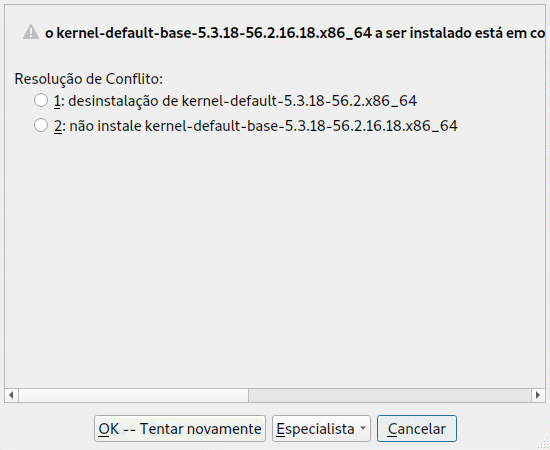 o kernel-default-base-5.3.18-56.2.16.18.x86_64 a ser instalado está em co
Resolução de Conflito:
1: desinstalação de kernel-default-5.3.18-56.2.x86_64
2: não instale kernel-default-base-5.3.18-56.2.16.18.x86_64
OK -- Tentar novamente Especialista Cancelar